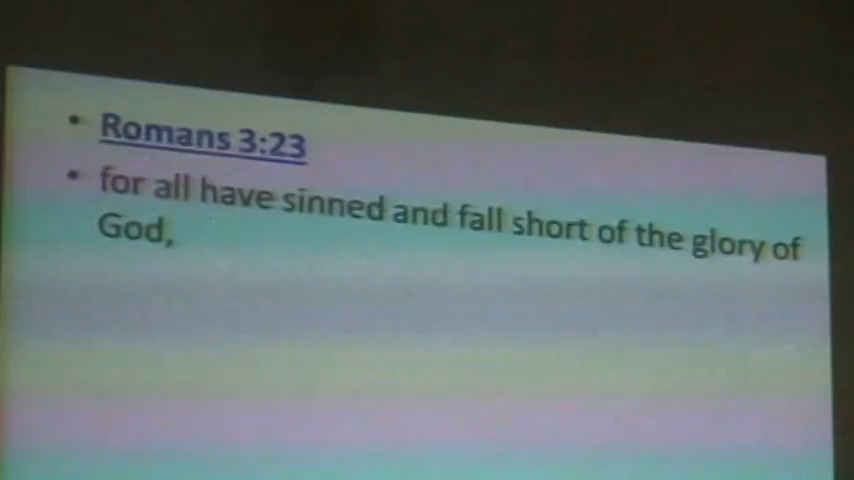 • Romans 3:23
• for all have sinned and fall short of the glory of
God,